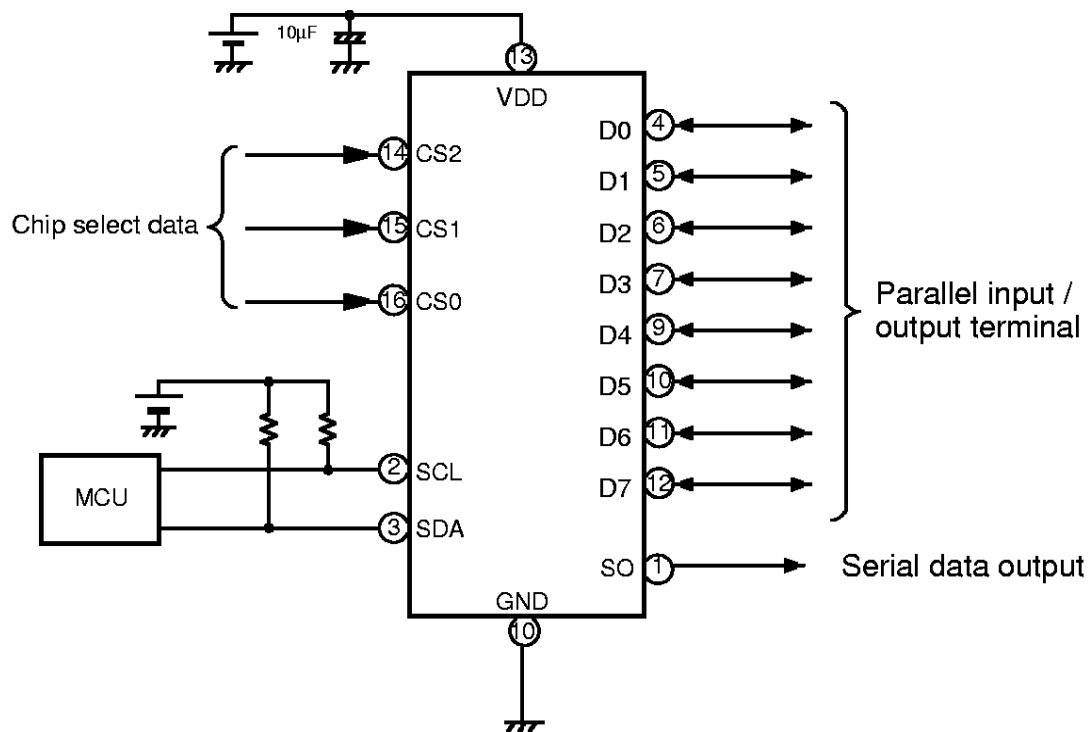 10μF
13
VDD
14 CS2
15 CS1
16 CS0
Chip select data
MCU
2 SCL
3 SDA
D0 4
D1 5
D2 6
D3 7
D4 9
D5 10
D6 11
D7 12
SO 1
Parallel input /
output terminal
Serial data output
GND
10